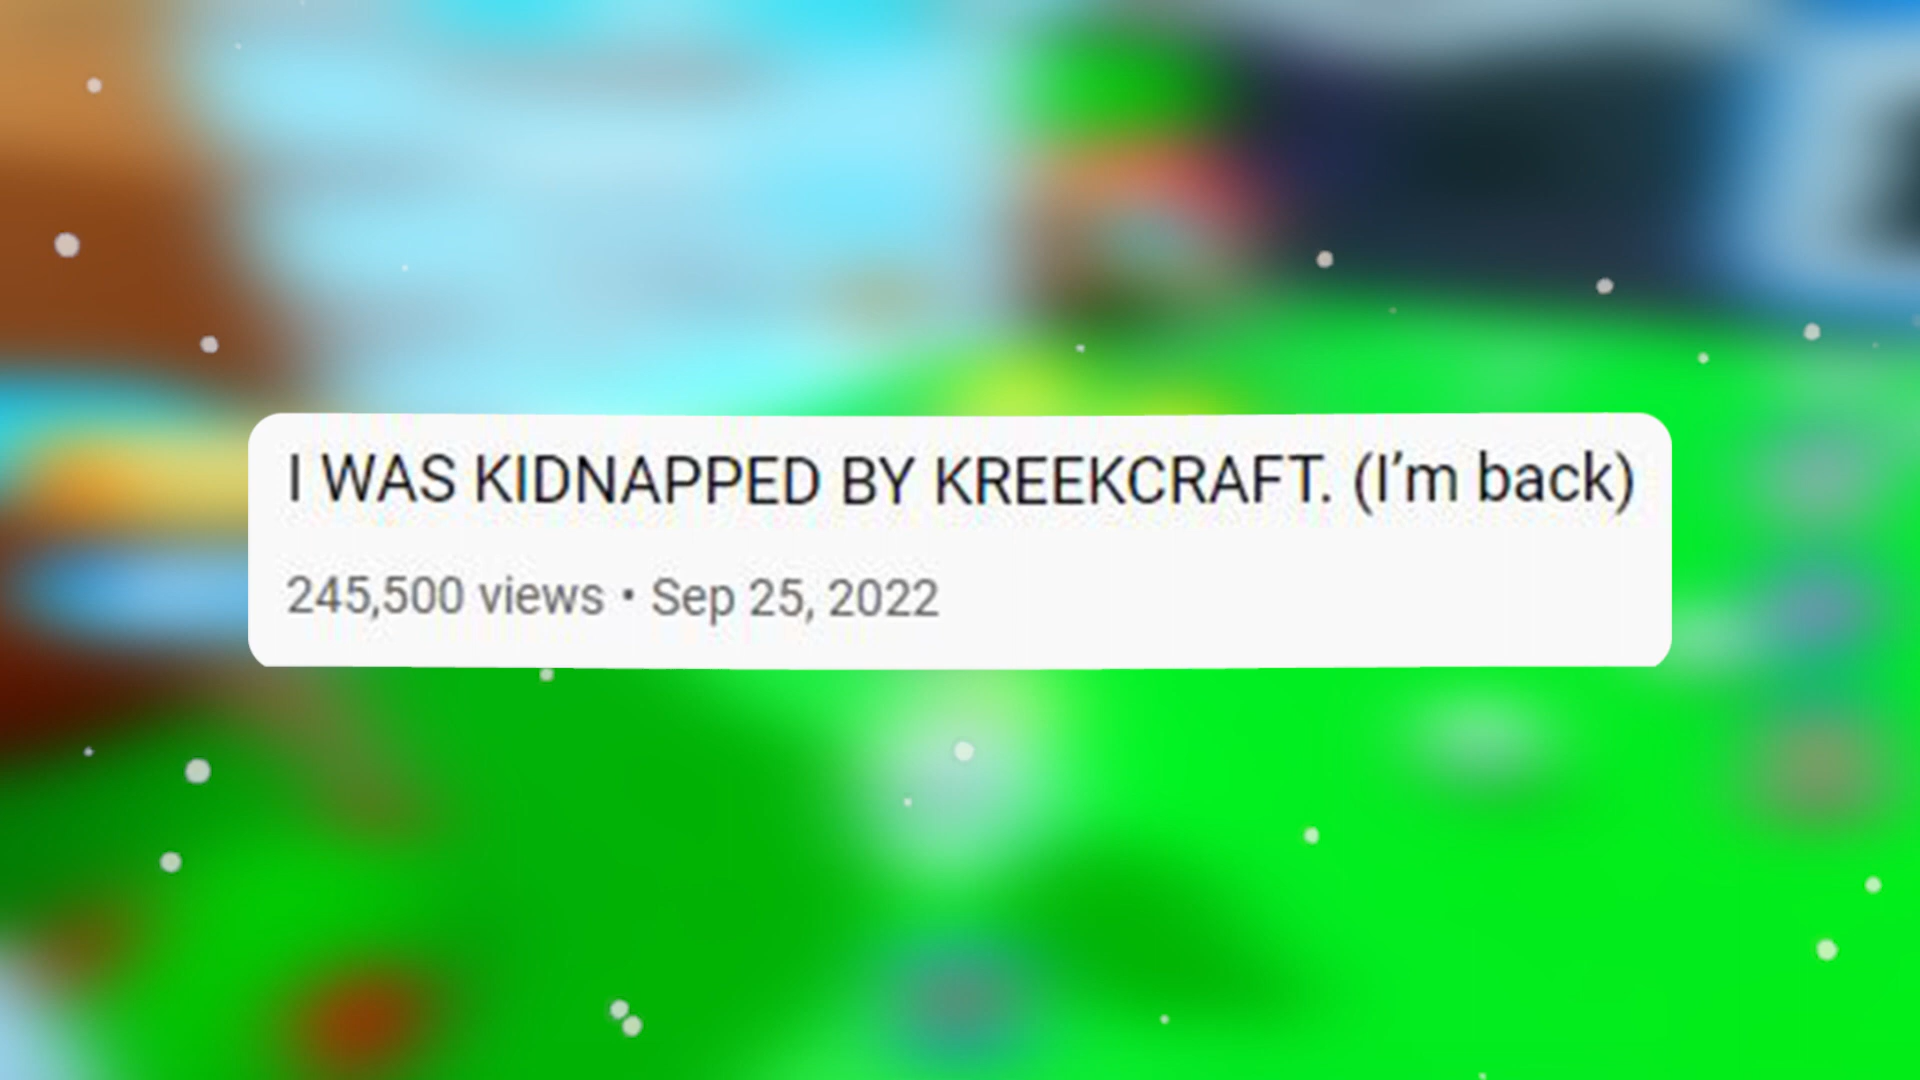 I WAS KIDNAPPED BY KREEKCRAFT. (I’m back)
245,500 views • Sep 25, 2022